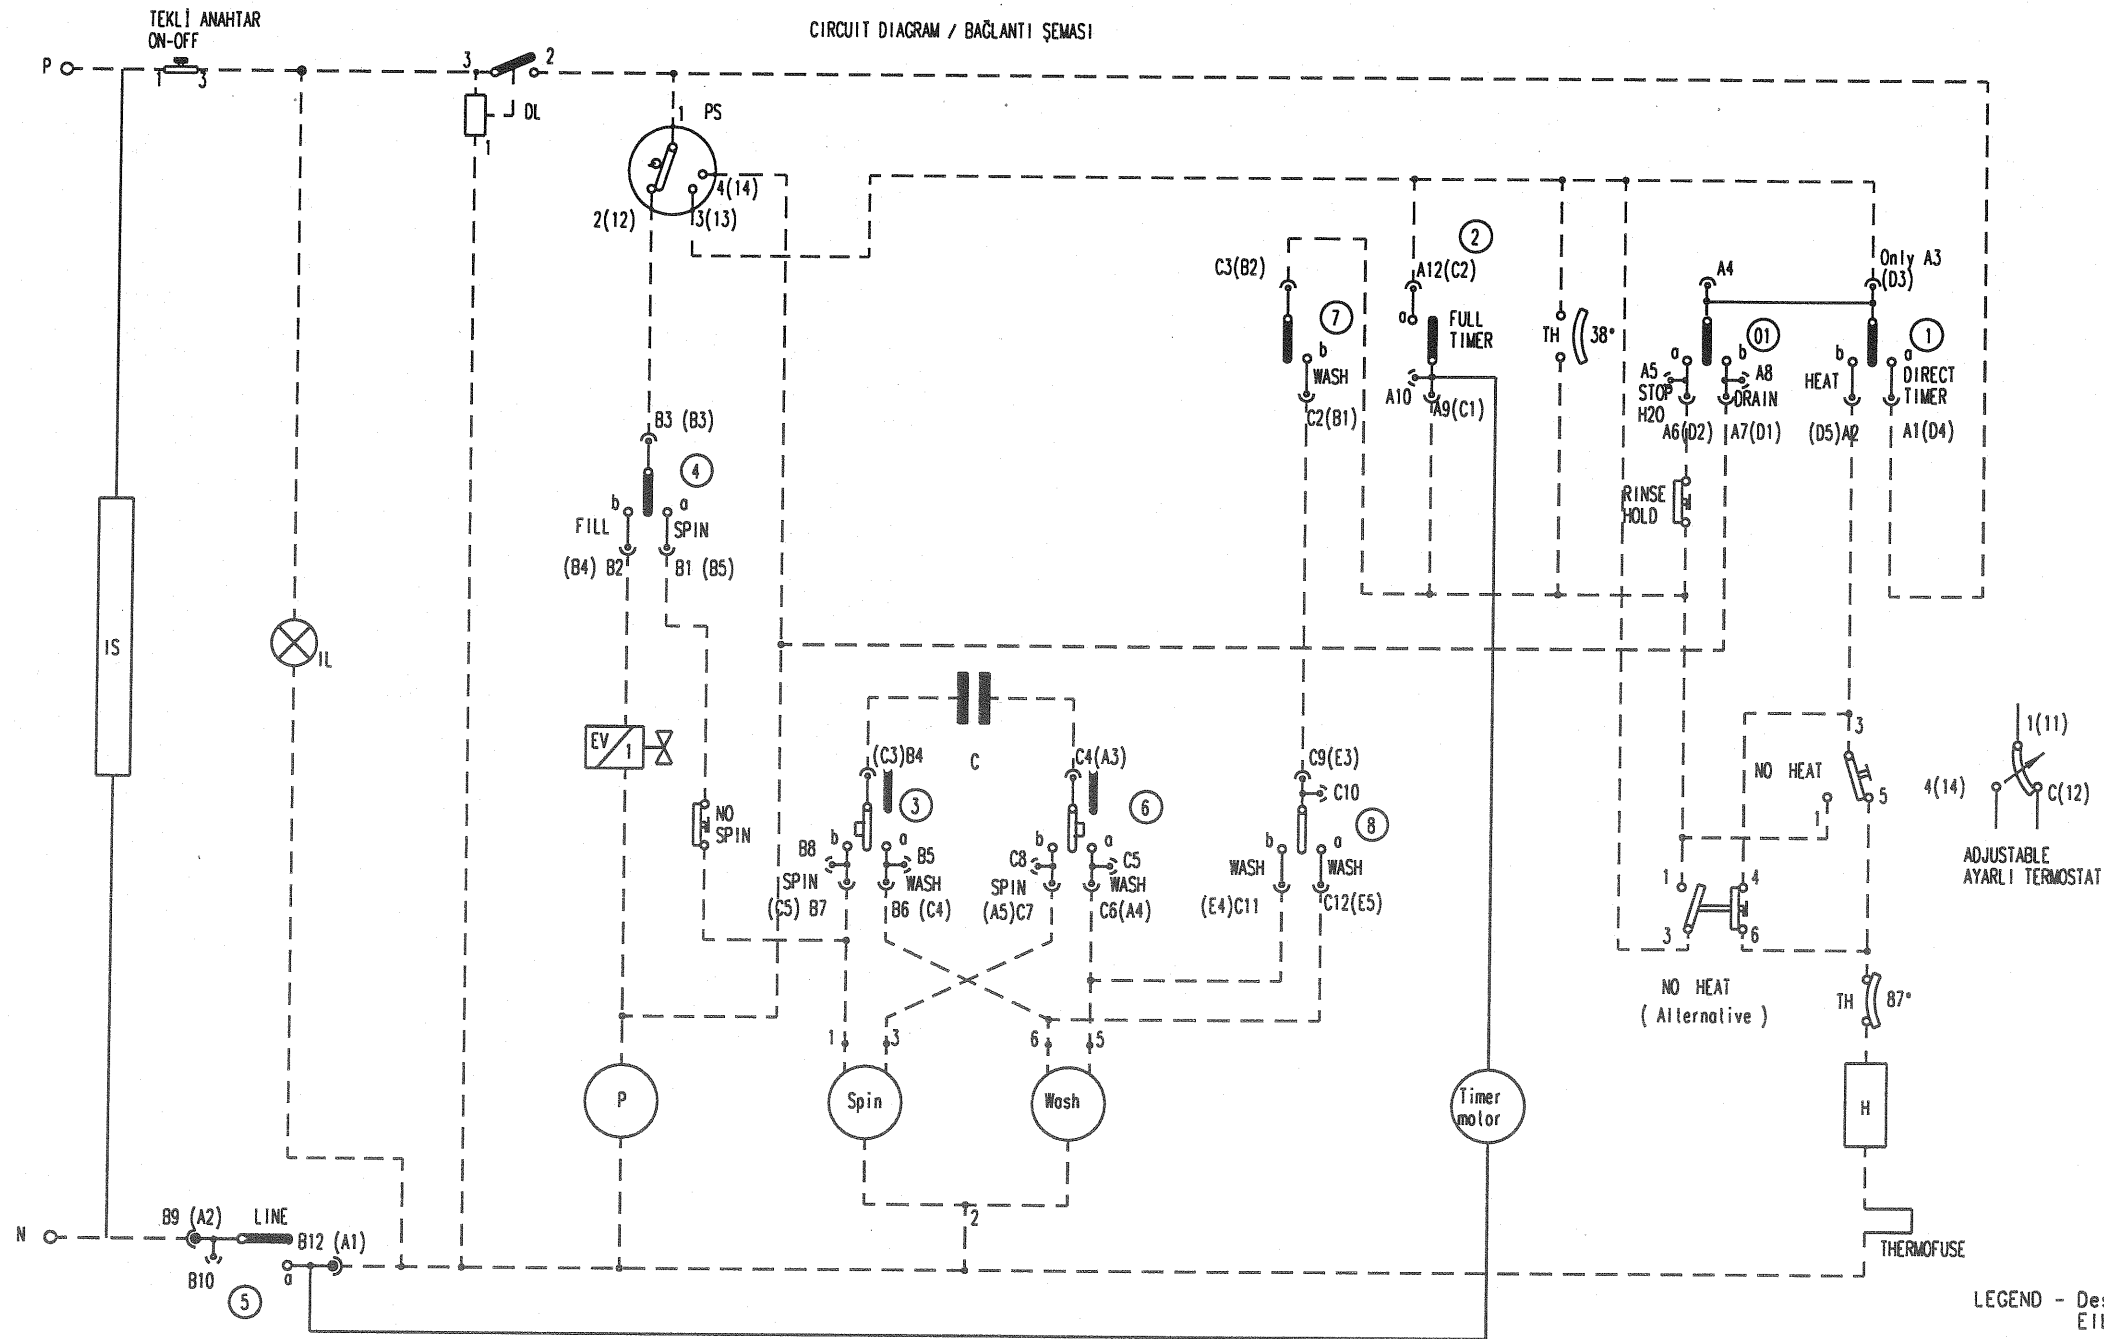 TEKLİ ANAHTAR
ON-OFF
CIRCUIT DIAGRAM / BAĞLANTI ŞEMASI
P
1
3
3
2
DL
1
1
PS
4(14)
2(12)
3(13)
2
C3(B2)
A12(C2)
Only A3
(D3)
A4
7
a
FULL
TIMER
TH
38°
01
1
b
WASH
a
b
b
a
A5
STOP
H2O
A8
DRAIN
HEAT
DIRECT
TIMER
A10
A9(C1)
C2(B1)
A6(D2)
A7(D1)
(D5)A2
A1(D4)
B3 (B3)
4
b
a
FILL
SPIN
(B4) B2
B1 (B5)
RINSE
HOLD
IS
IL
EV
1
C
(C3)B4
C4(A3)
C9(E3)
C10
3
6
8
NO
SPIN
b
a
b
a
b
a
B8
B5
C8
C5
SPIN
WASH
SPIN
WASH
WASH
WASH
(C5) B7
B6 (C4)
(A5)C7
C6(A4)
(E4)C11
C12(E5)
3
NO HEAT
1
5
1(11)
4(14)
C(12)
ADJUSTABLE
AYARLI TERMOSTAT
1
4
3
6
NO HEAT
( Alternative )
TH
87°
1
3
6
5
P
Spin
Wash
Timer
motor
H
2
THERMOFUSE
N
B9 (A2)
LINE
B12 (A1)
B10
a
5
LEGEND - Des